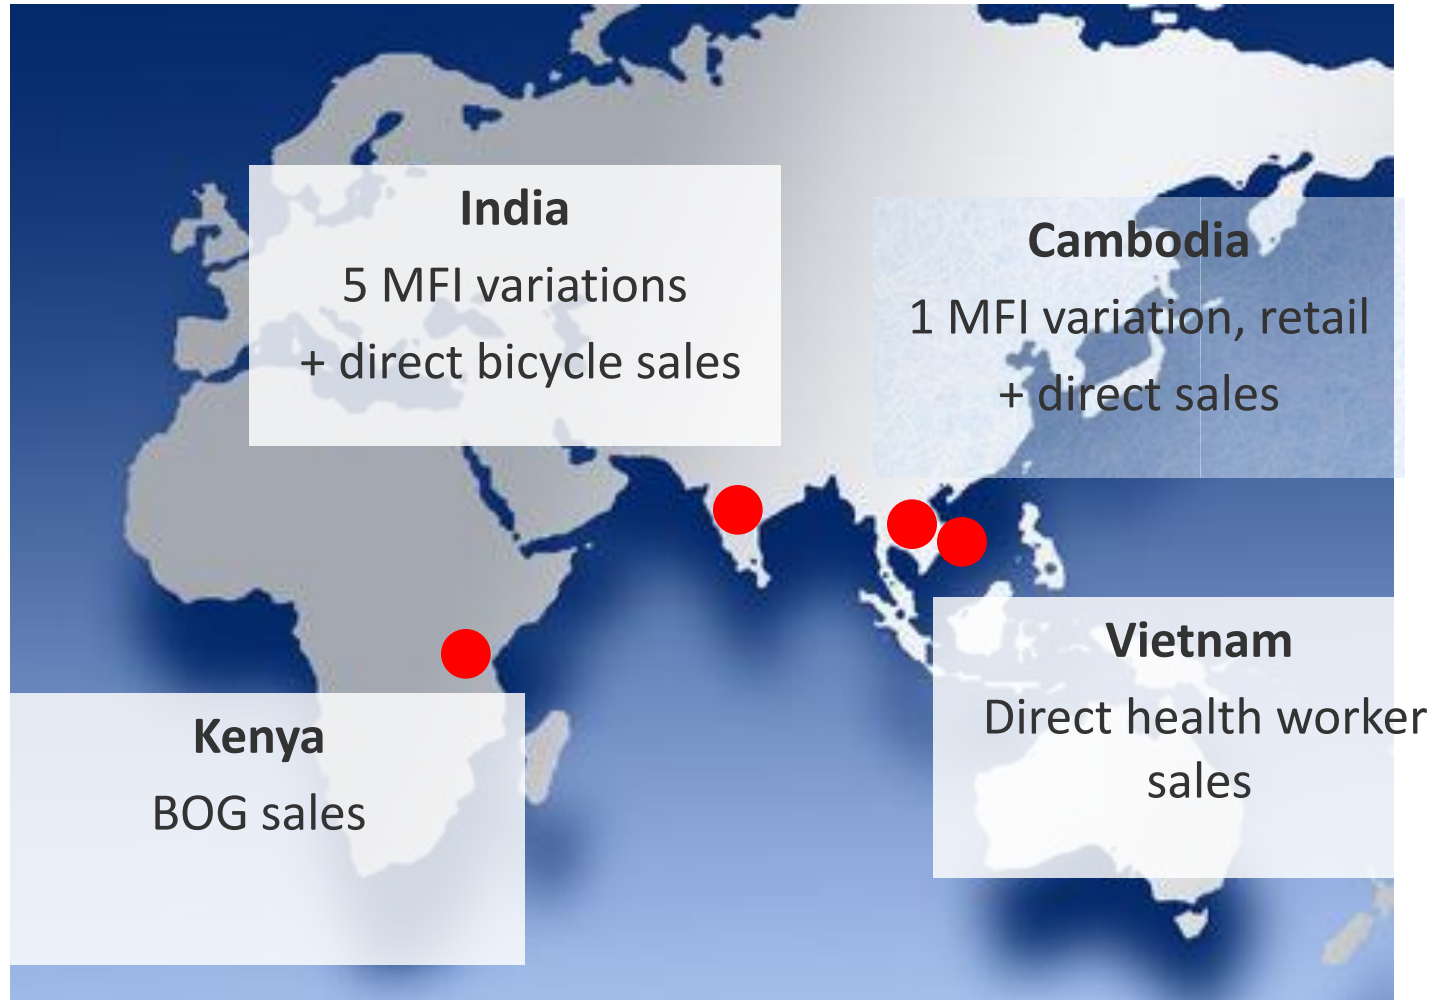 India
5 MFI variations
+ direct bicycle sales
Cambodia
1 MFI variation, retail
+ direct sales
Kenya
BOG sales
Vietnam
Direct health worker
sales